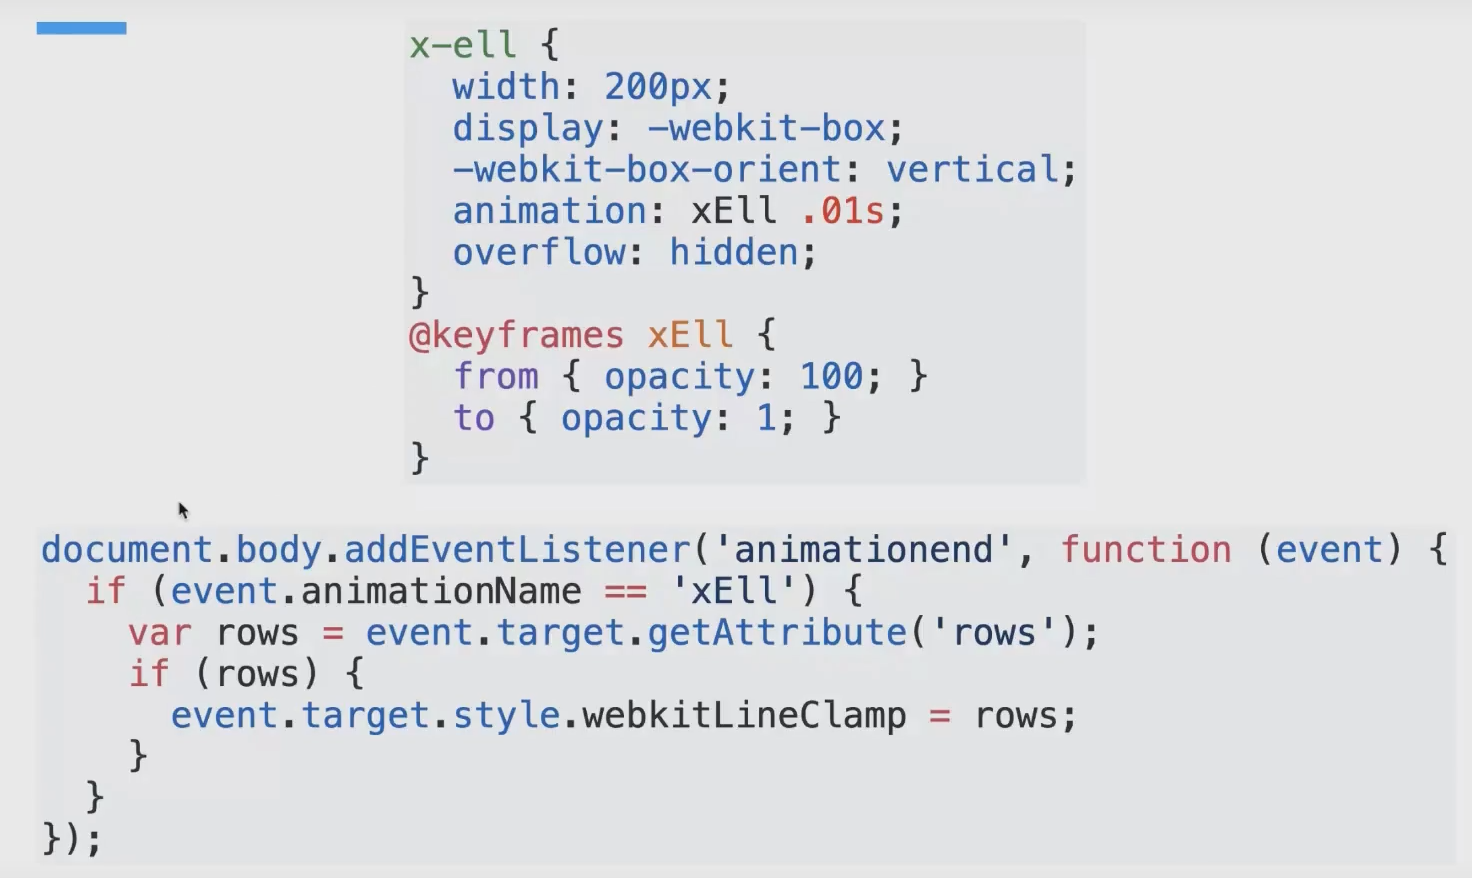 x-ell {
  width: 200px;
  display: -webkit-box;
  -webkit-box-orient: vertical;
  animation: xEll .01s;
  overflow: hidden;
}
@keyframes xEll {
  from { opacity: 100; }
  to { opacity: 1; }
}
document.body.addEventListener('animationend', function (event) {
  if (event.animationName == 'xEll') {
    var rows = event.target.getAttribute('rows');
    if (rows) {
      event.target.style.webkitLineClamp = rows;
    }
  }
});